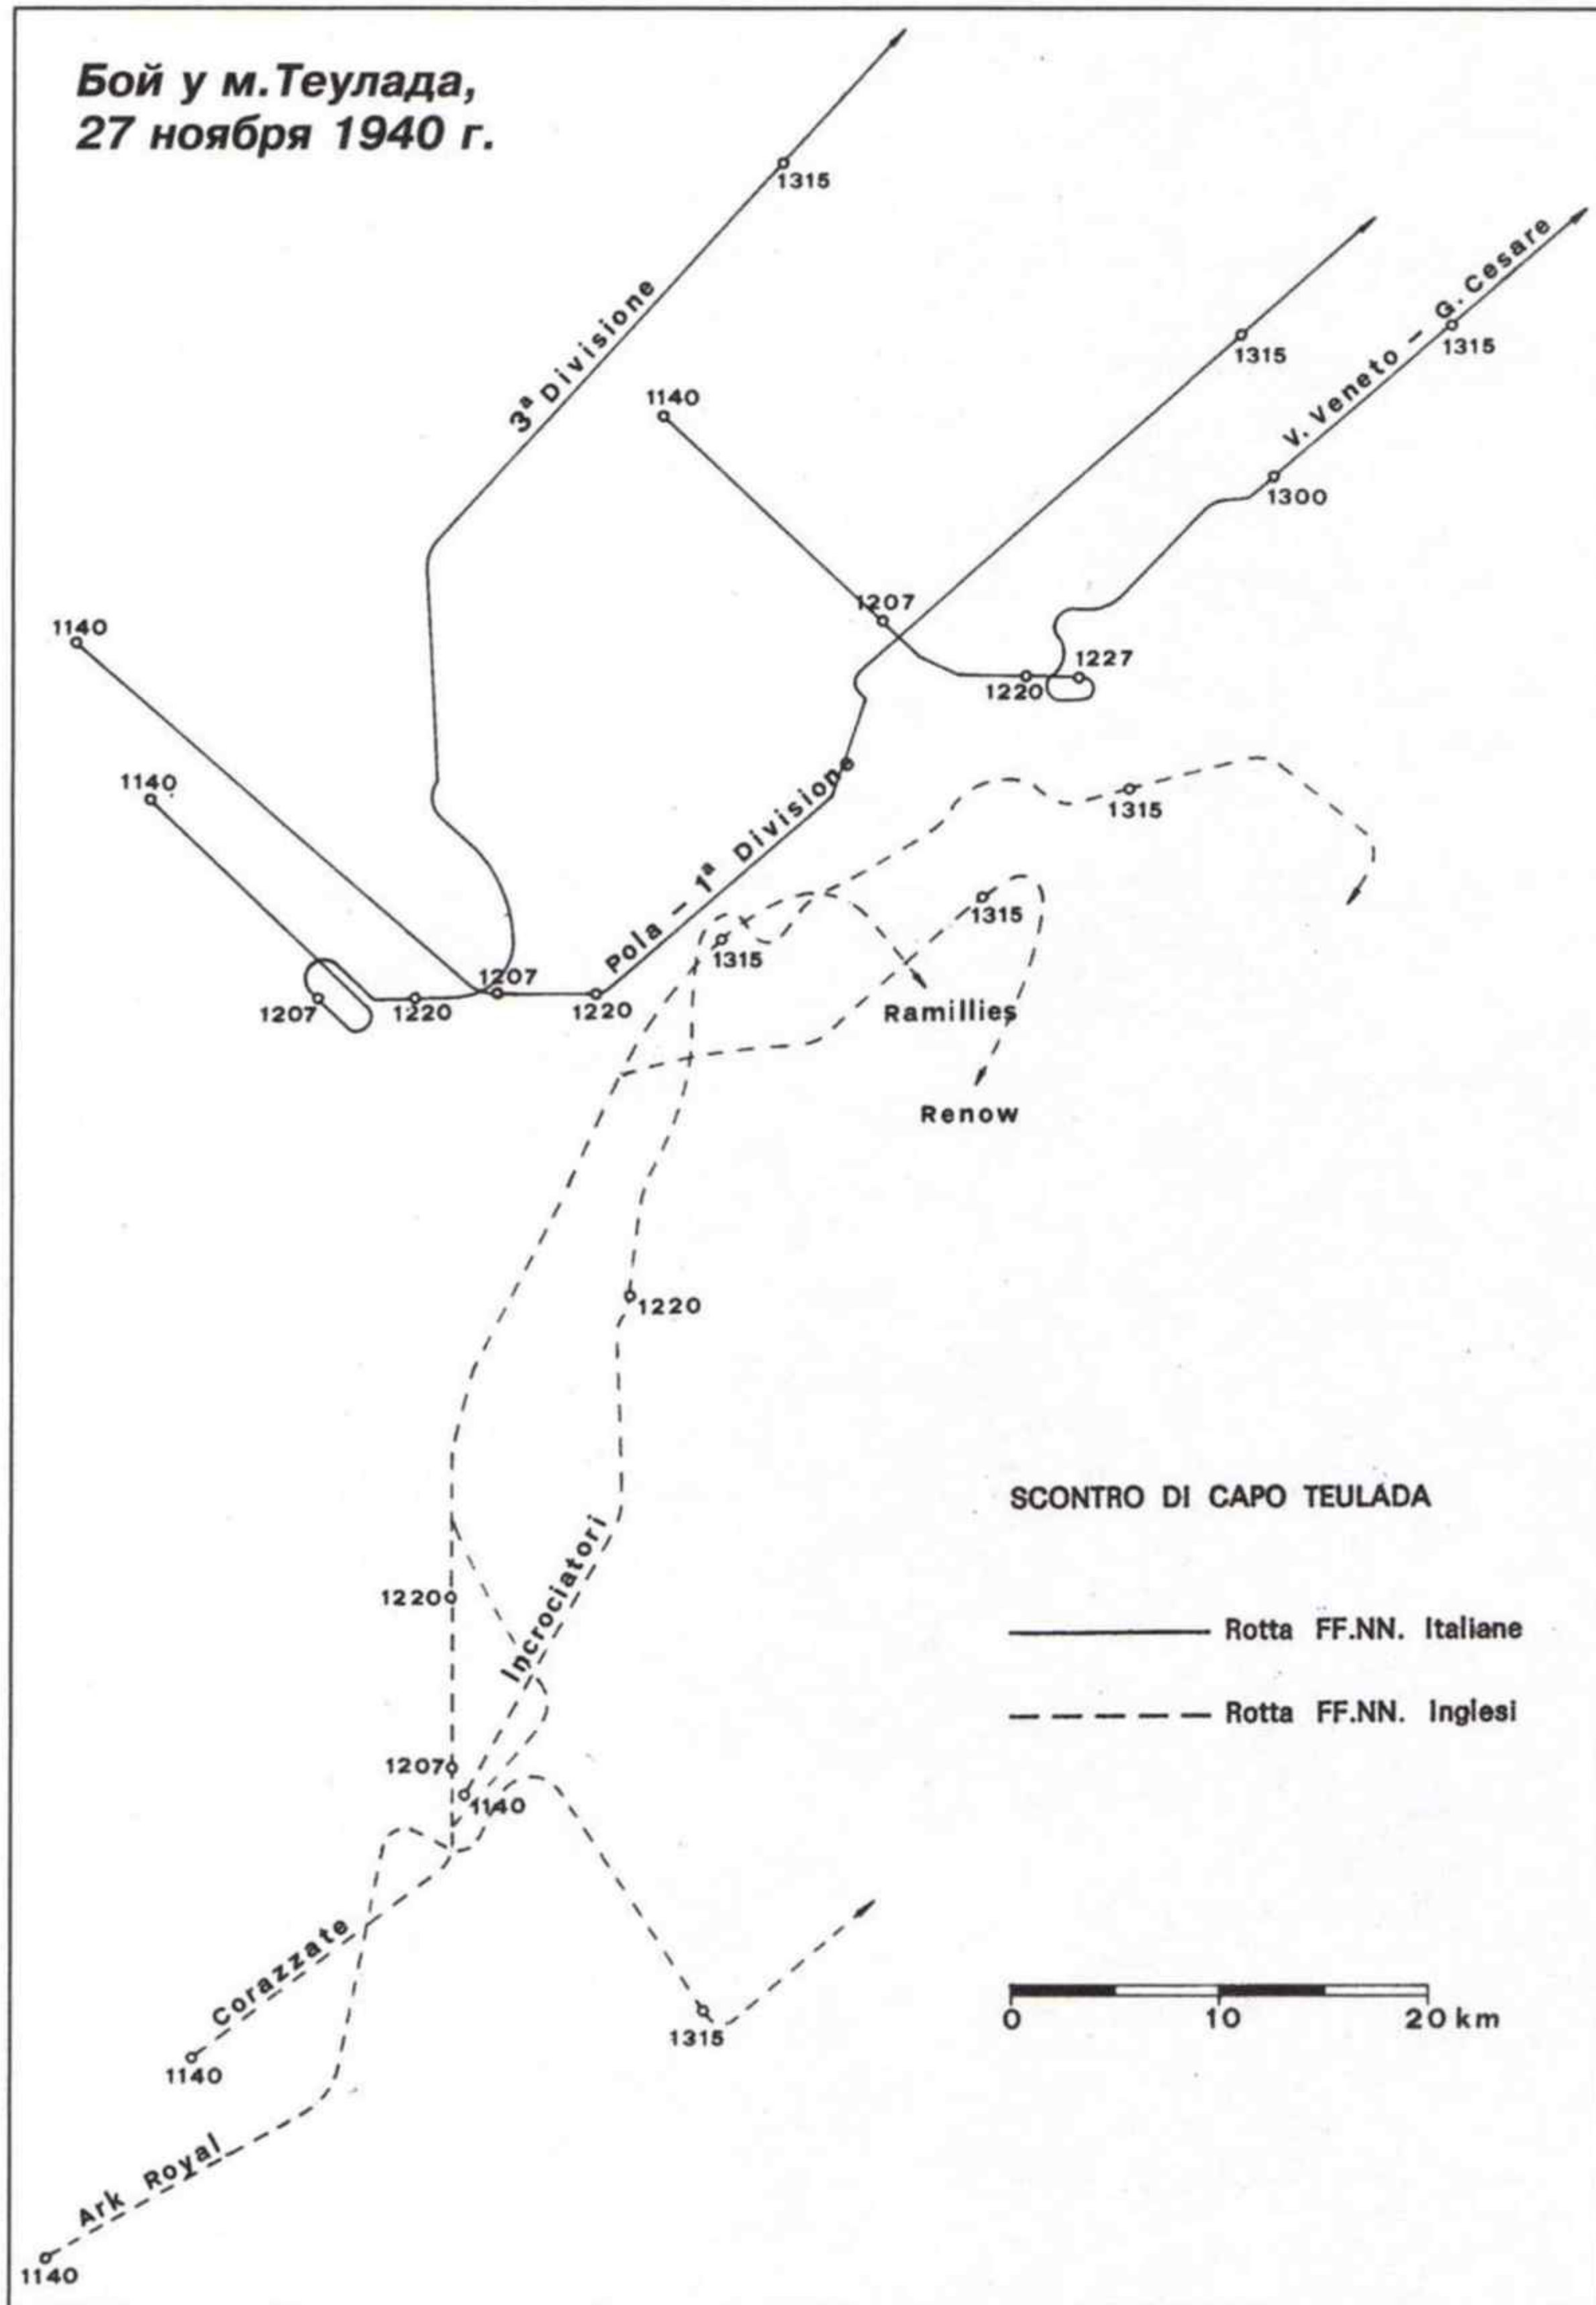 Бой у м.Теулада,
27 ноября 1940 г.
1315
3ª Divisione
V. Veneto – G. Cesare
1315
1315
1140
1300
1207
1140
1227
1220
1140
Pola – 1ª Divisione
1315
1315
1315
1207
1207
1220
1220
Ramillies
Renow
1220
SCONTRO DI CAPO TEULADA
Incrociatori
1220
Rotta FF.NN. Italiane
Rotta FF.NN. Inglesi
1207
1140
Corazzate
0 10 20 km
1315
1140
Ark Royal
1140